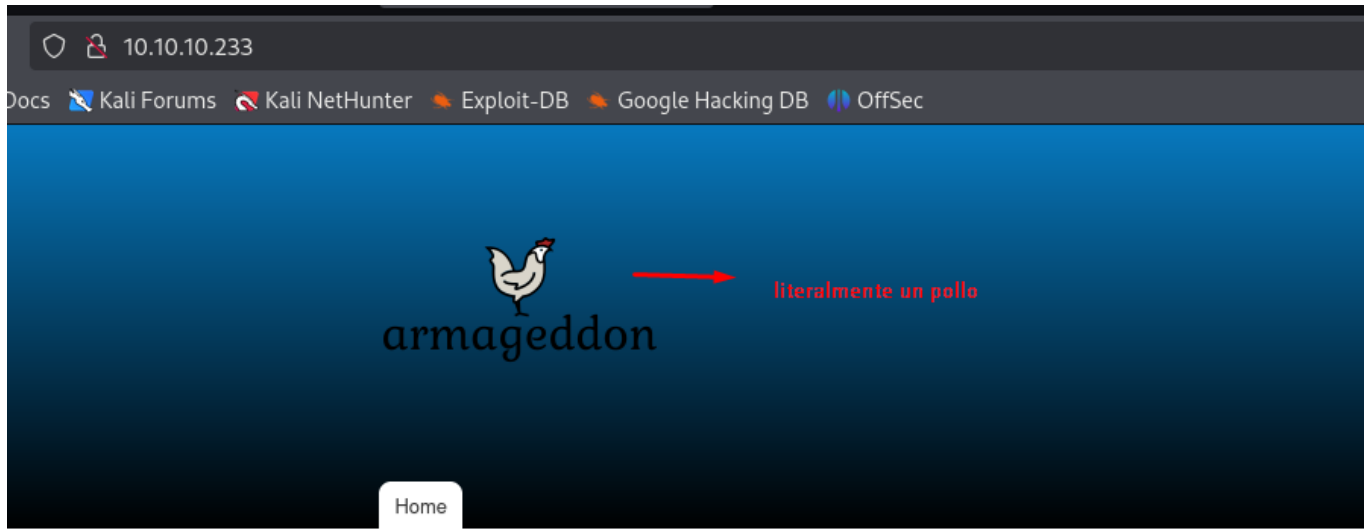 10.10.10.233
Docs Kali Forums Kali NetHunter Exploit-DB Google Hacking DB OffSec
literalmente un pollo
armageddon
Home